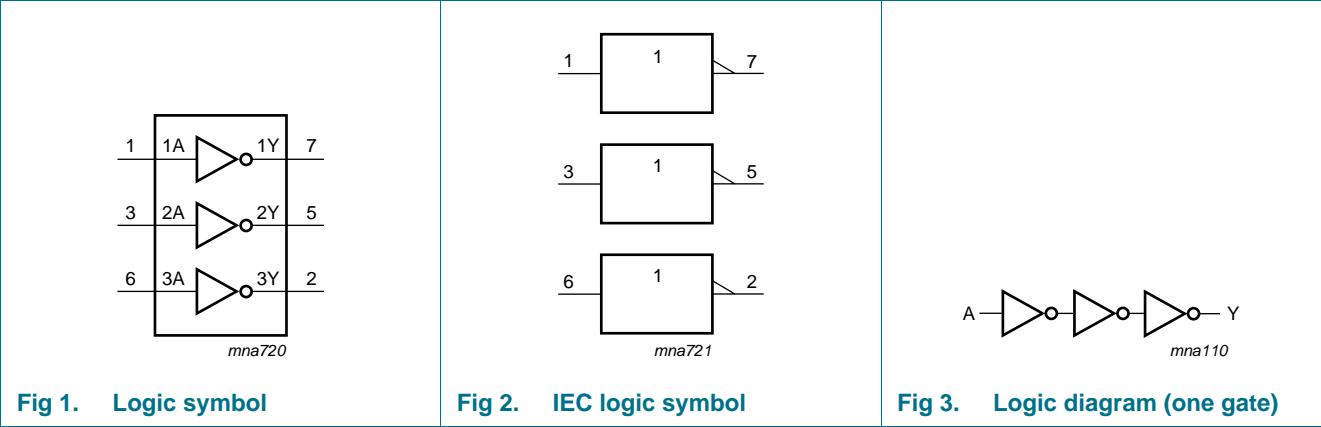 1 1A 1Y 7
3 2A 2Y 5
6 3A 3Y 2
mna720
Fig 1. Logic symbol
1 1 7
3 1 5
6 1 2
mna721
Fig 2. IEC logic symbol
A Y
mna110
Fig 3. Logic diagram (one gate)